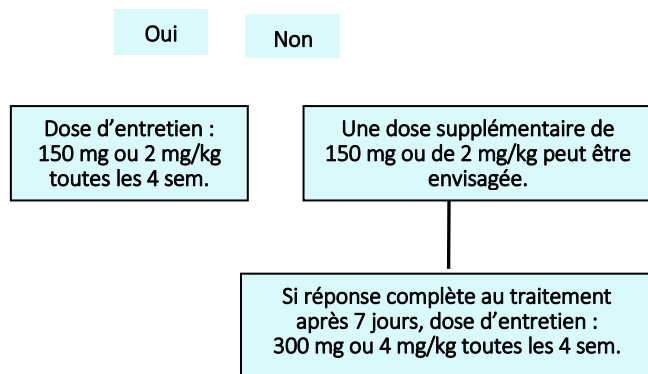 Oui
Non
Dose d’entretien :
150 mg ou 2 mg/kg
toutes les 4 sem.
Une dose supplémentaire de
150 mg ou de 2 mg/kg peut être
envisagée.
Si réponse complète au traitement
après 7 jours, dose d’entretien :
300 mg ou 4 mg/kg toutes les 4 sem.